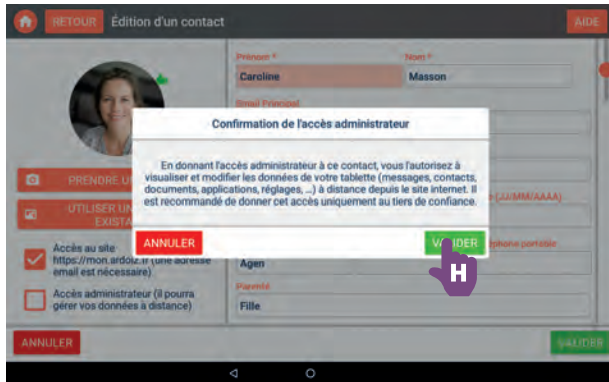 RETOUR Édition d'un contact
AIDE
Prénom *
Nom *
Caroline
Masson
Email Principal
Confirmation de l'accès administrateur
En donnant l'accès administrateur à ce contact, vous l'autorisez à
visualiser et modifier les données de votre tablette (messages, contacts,
documents, applications, réglages, ...) à distance depuis le site internet. Il
est recommandé de donner cet accès uniquement au tiers de confiance.
ANNULER
VALIDER
H
PRENDRE
UTILISER UN
EXISTA
(JJ/MM/AAAA)
téléphone portable
Accès au site
https://mon.ardoiz.fr (une adresse
email est nécessaire)
Agen
Accès administrateur (il pourra
gérer vos données à distance)
Parenté
Fille
ANNULER
VALIDER